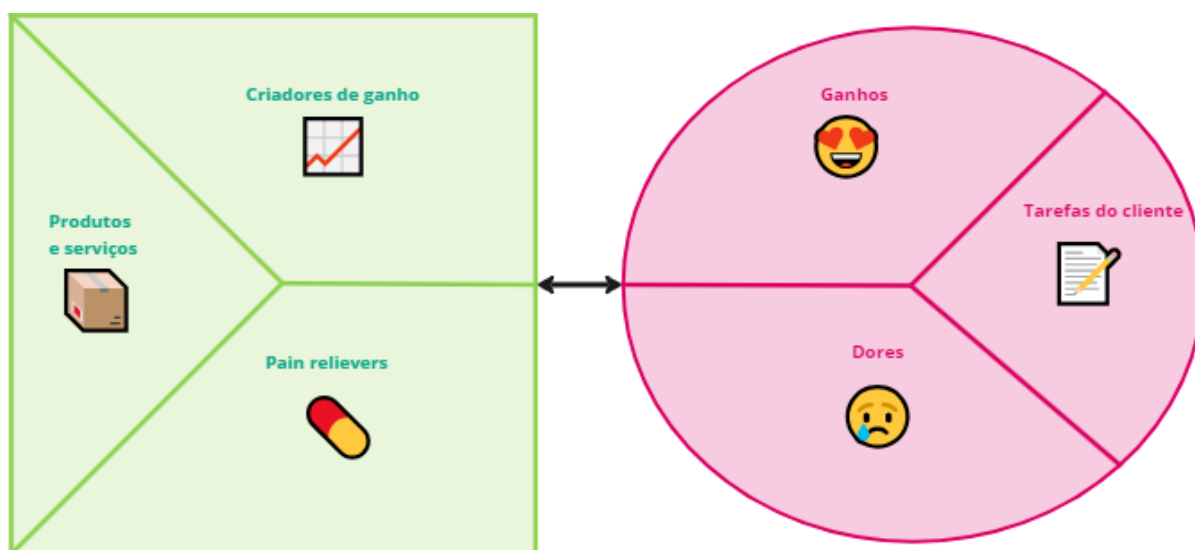 Criadores de ganho
Produtos
e serviços
Pain relievers
Ganhos
Tarefas do cliente
Dores